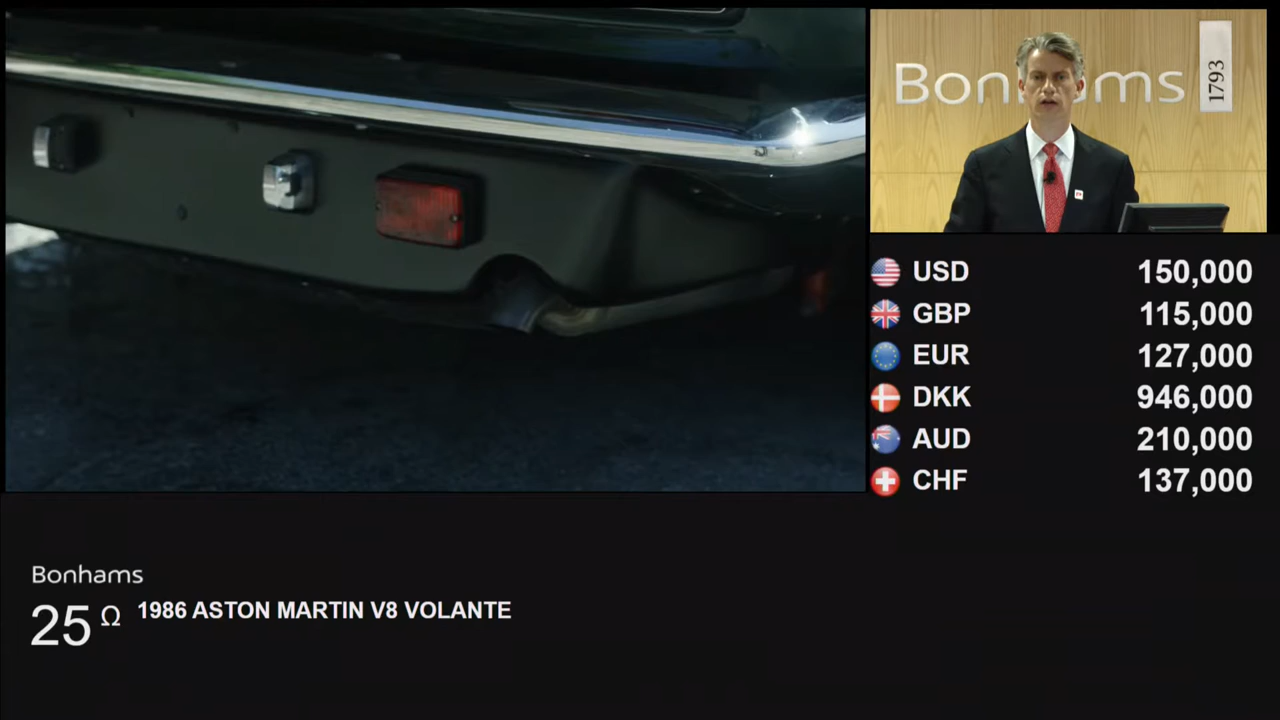 Bonhams
1793
USD 150,000
GBP 115,000
EUR 127,000
DKK 946,000
AUD 210,000
CHF 137,000
Bonhams
25 Ω 1986 ASTON MARTIN V8 VOLANTE